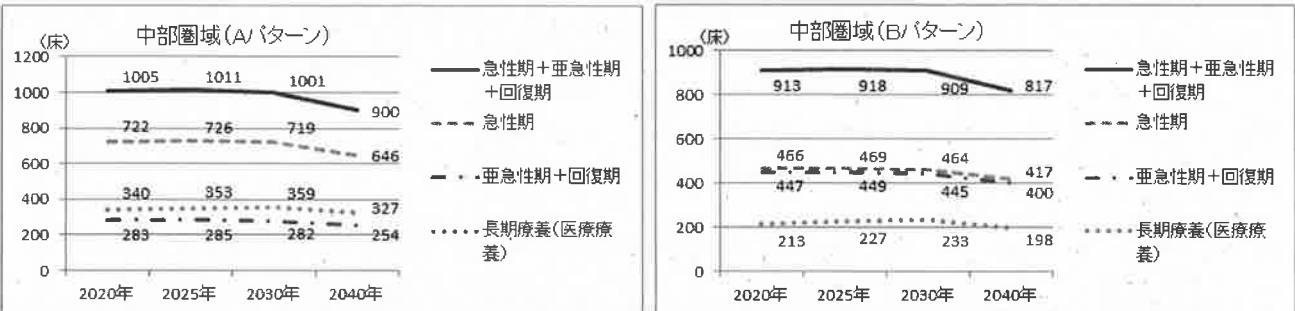 中部圏域(Aパターン)
(床)
1200
1000
800
600
400
200
0
1005 1011 1001 900
722 726 719 646
340 353 359 327
283 285 282 254
2020年 2025年 2030年 2040年
急性期+亜急性期
+回復期
急性期
亜急性期+回復期
長期療養(医療療
養)
中部圏域(Bパターン)
(床)
1000
800
600
400
200
0
913 918 909 817
466 469 464 417
447 449 445 400
213 227 233 198
2020年 2025年 2030年 2040年
急性期+亜急性期
+回復期
急性期
亜急性期+回復期
長期療養(医療療
養)